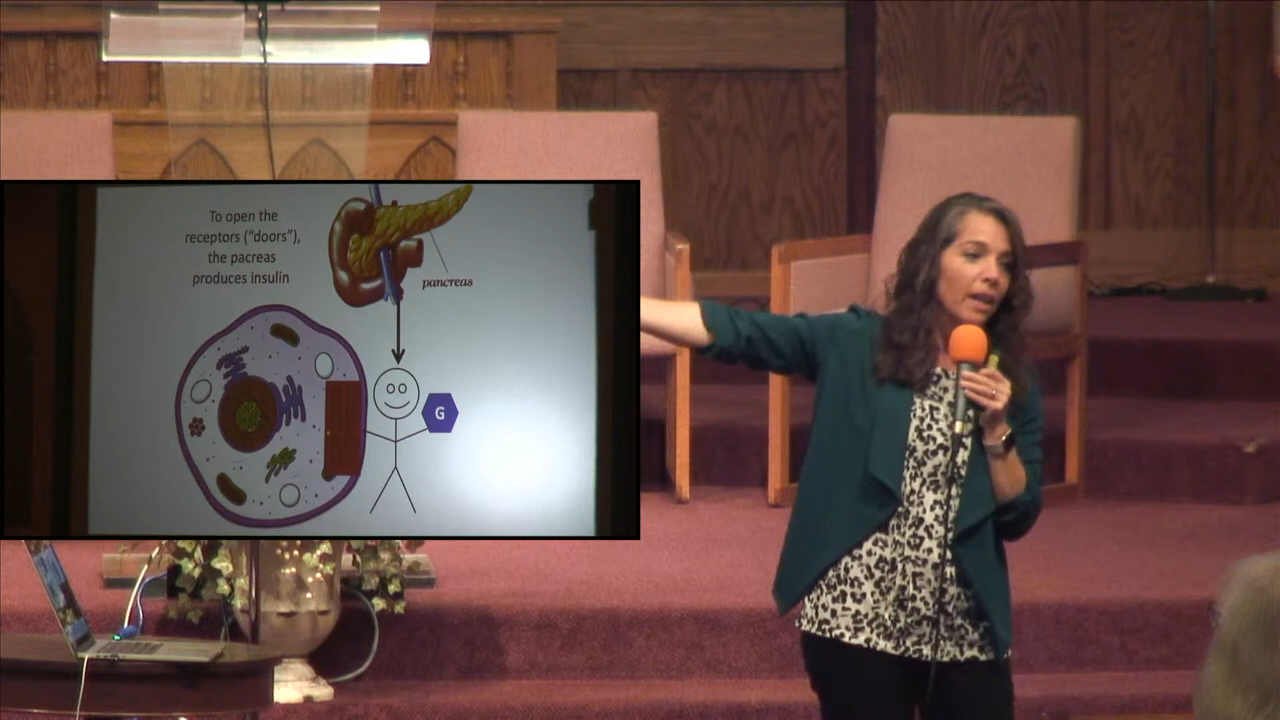 To open the
receptors ("doors"),
the pacreas
produces insulin
pancreas
G